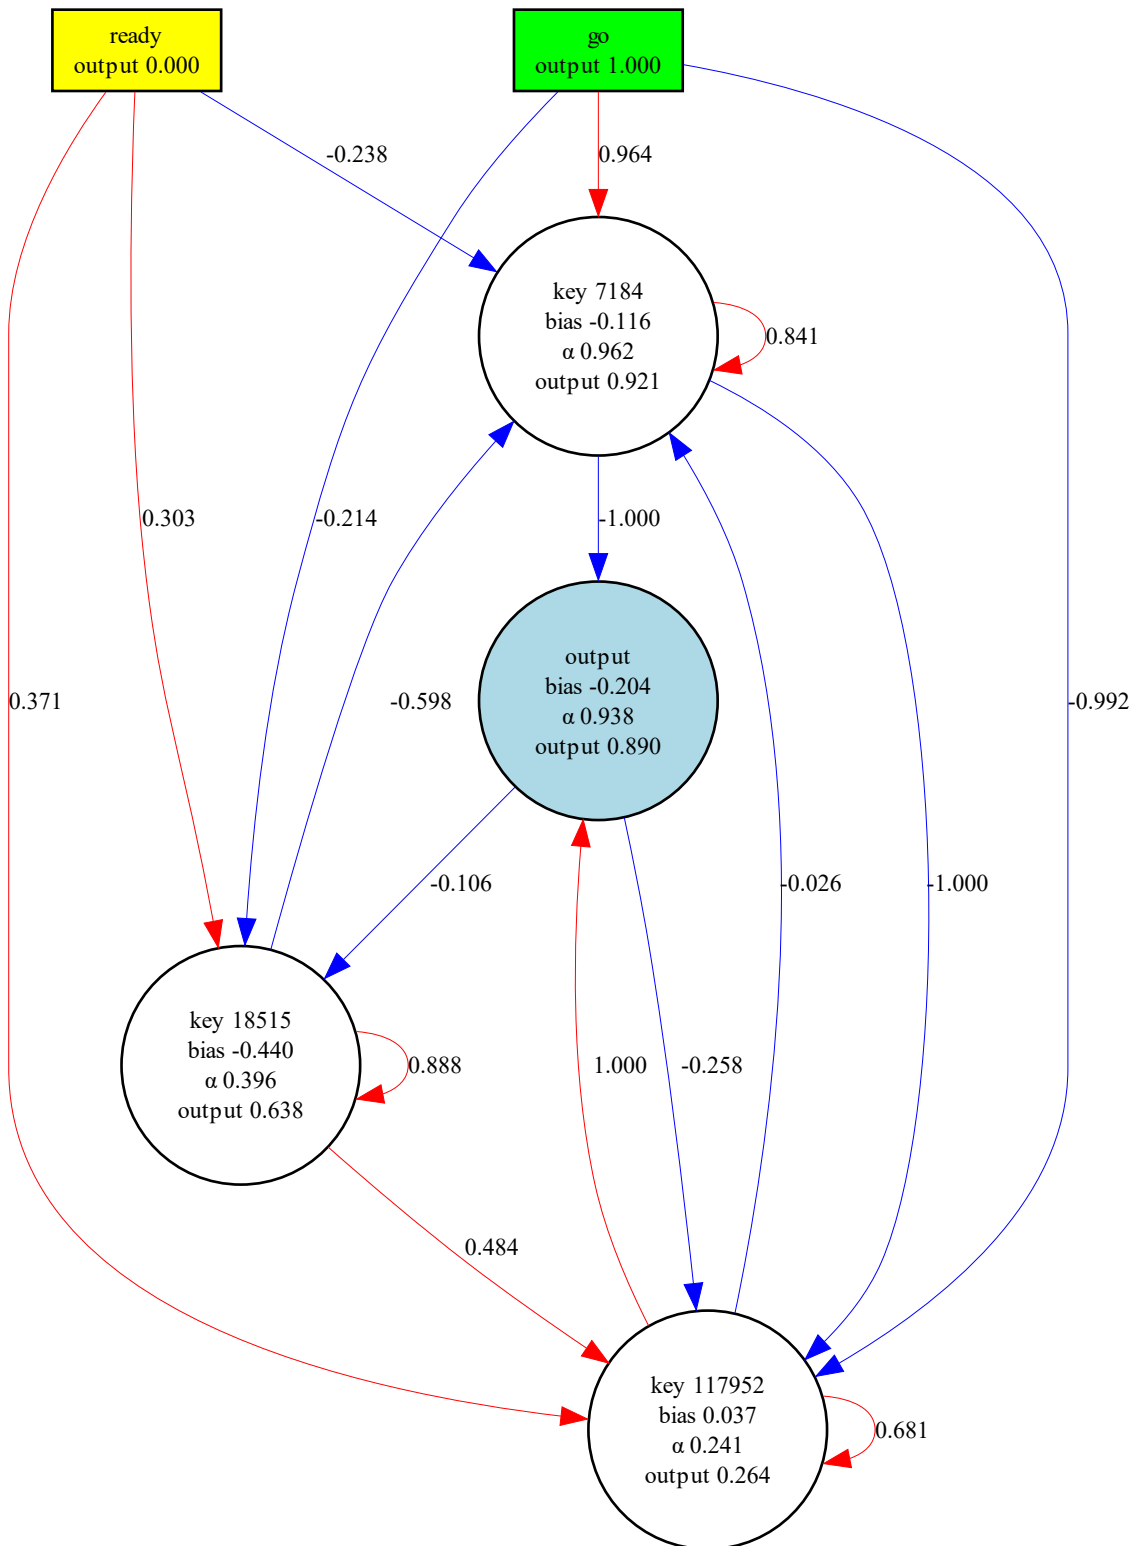 ready
output 0.000
go
output 1.000
-0.238
0.964
key 7184
bias -0.116
α 0.962
output 0.921
0.841
0.303
-0.214
-1.000
output
bias -0.204
α 0.938
output 0.890
0.371
-0.598
-0.992
-0.106
-0.026
-1.000
key 18515
bias -0.440
α 0.396
output 0.638
0.888
1.000
-0.258
0.484
key 117952
bias 0.037
α 0.241
output 0.264
0.681